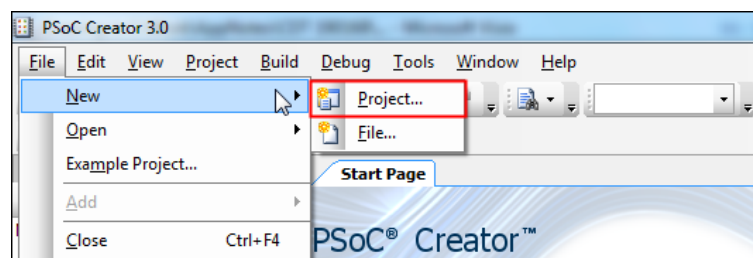 PSoC Creator 3.0
File Edit View Project Build Debug Tools Window Help
New
Project...
Open
File...
Example Project...
Start Page
Add
Close Ctrl+F4
PSoC® Creator™